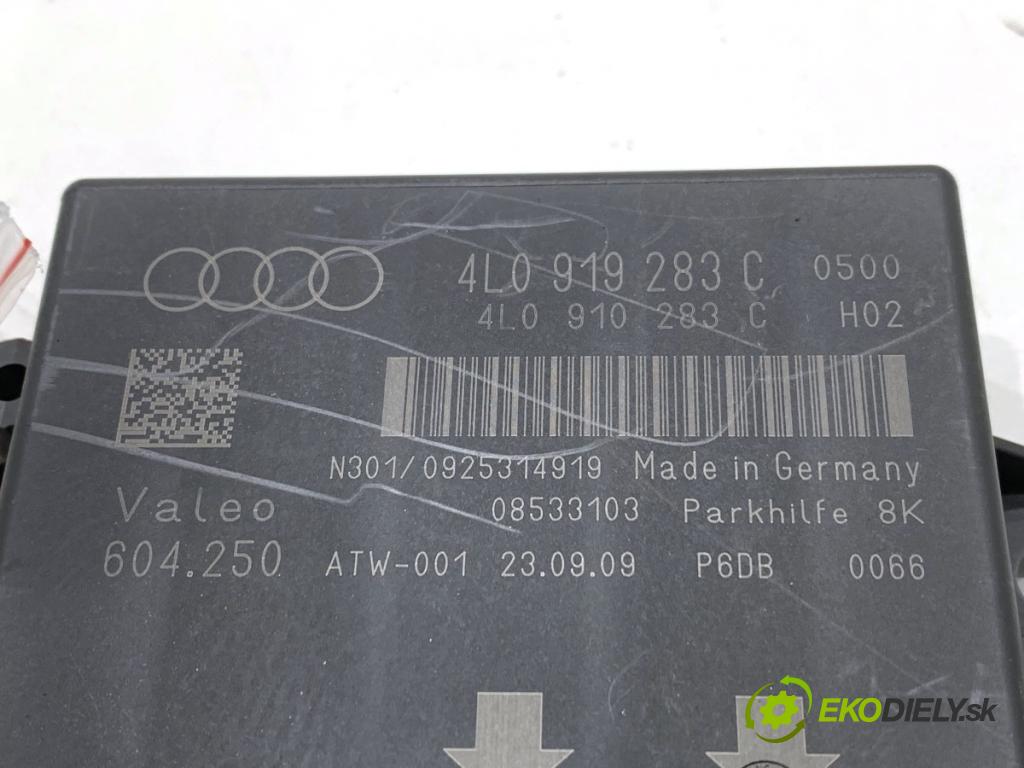 4L0 919 283 C 0500
4L0 910 283 C H02
N301/0925314919 Made in Germany
Valeo 08533103 Parkhilfe 8K
604.250 ATW-001 23.09.09 P6DB 0066
EKODIELY.sk